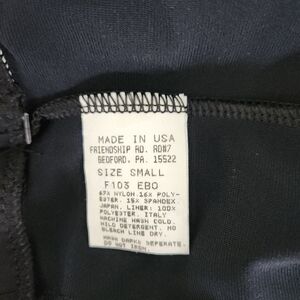 MADE IN USA
FRIENDSHIP RD. RD#7
BEDFORD. PA. 15522
SIZE SMALL
F103 EBO
67% NYLON.16% POLY-
ESTER. 15% SPANDEX.
JAPAN. LINER: 100%
POLYESTER, ITALY
MACHINE WASH COLD.
MILD DETERGENT. NO
BLEACH LINE DRY.
WASH DARKS SEPERATE.
DO NOT IRON.